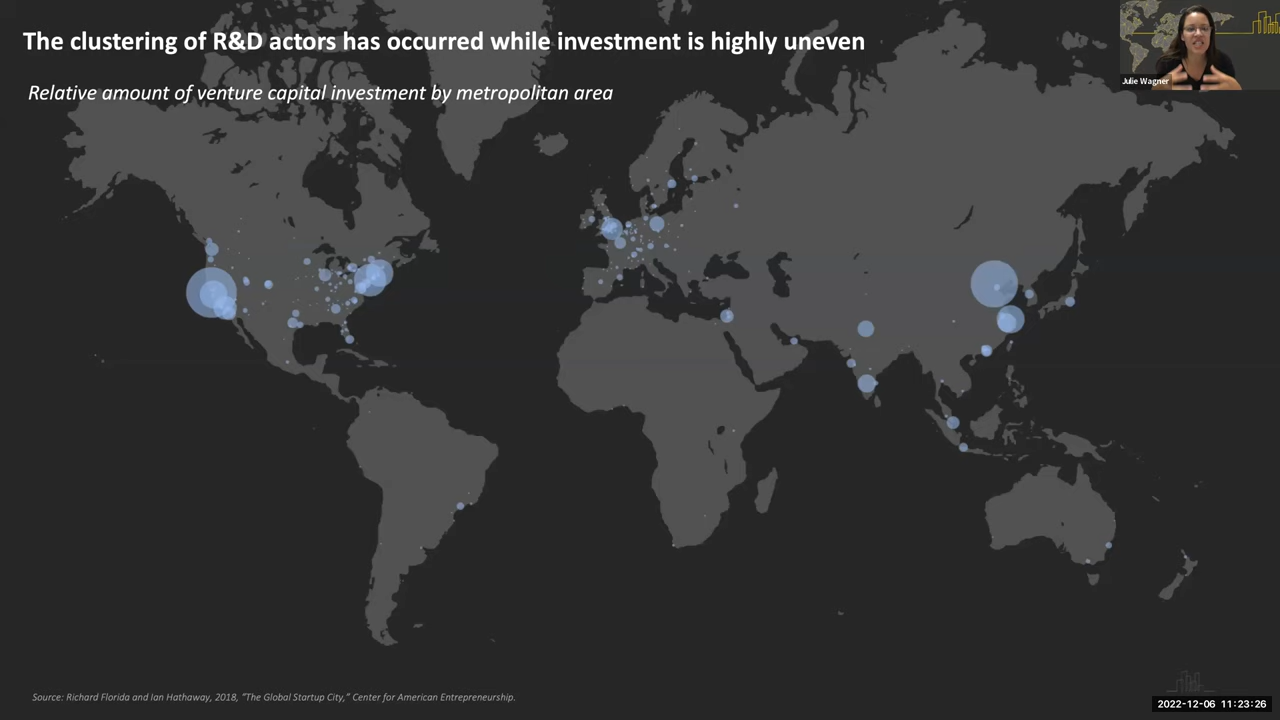 The clustering of R&D actors has occurred while investment is highly uneven
Relative amount of venture capital investment by metropolitan area
Julie Wagner
Source: Richard Florida and Ian Hathaway, 2018, "The Global Startup City," Center for American Entrepreneurship.
2022-12-06 11:23:26